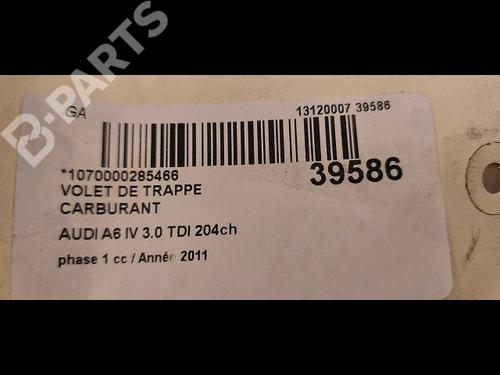 GA
13120007 39586
B-PARTS
*1070000285466
39586
VOLET DE TRAPPE
CARBURANT
AUDI A6 IV 3.0 TDI 204ch
phase 1 cc / Année 2011